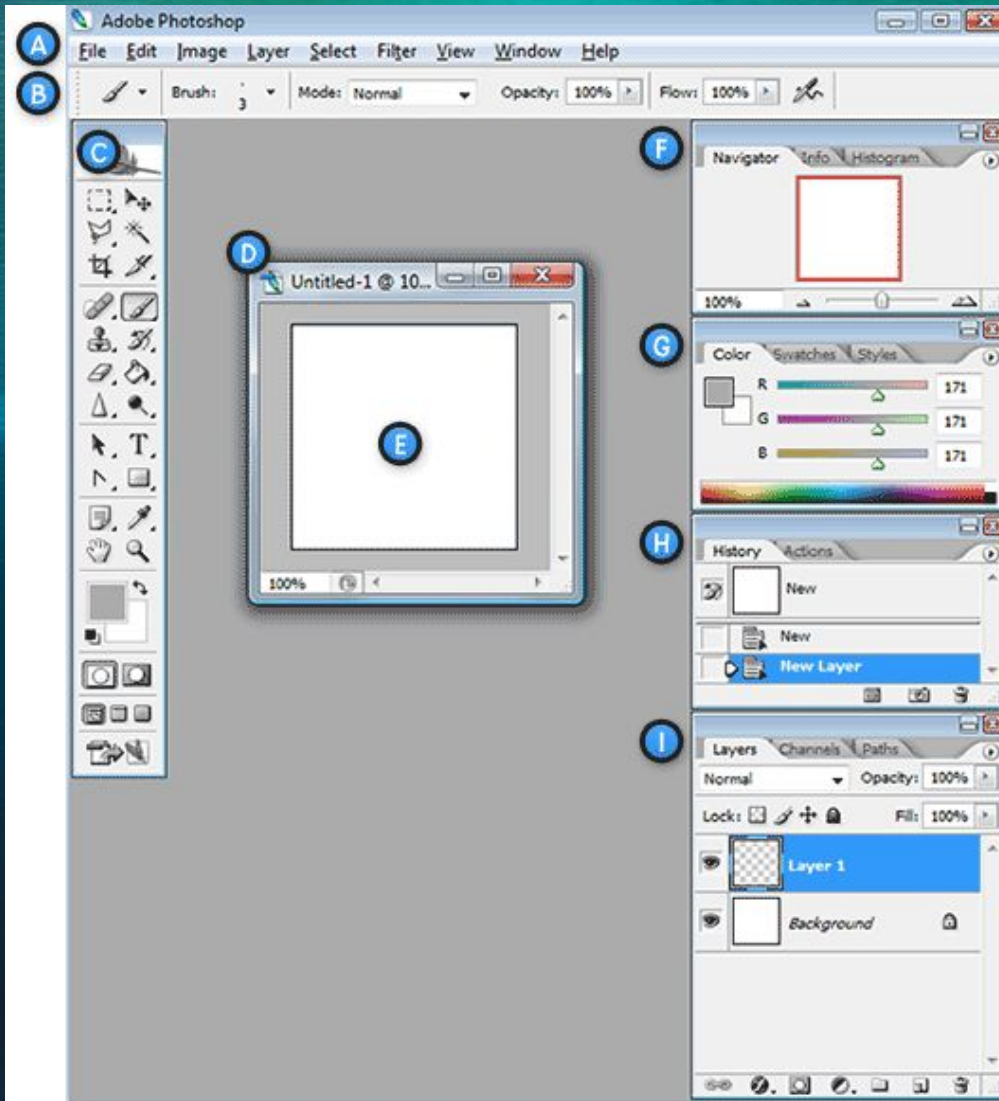 Adobe Photoshop
A
File Edit Image Layer Select Filter View Window Help
B
Brush: 3 Mode: Normal Opacity: 100% Flow: 100%
C
D
Untitled-1 @ 10...
E
100%
F
Navigator Info Histogram
100%
G
Color Swatches Styles
R 171
G 171
B 171
H
History Actions
New
New
New Layer
I
Layers Channels Paths
Normal Opacity: 100%
Lock: Fill: 100%
Layer 1
Background
T